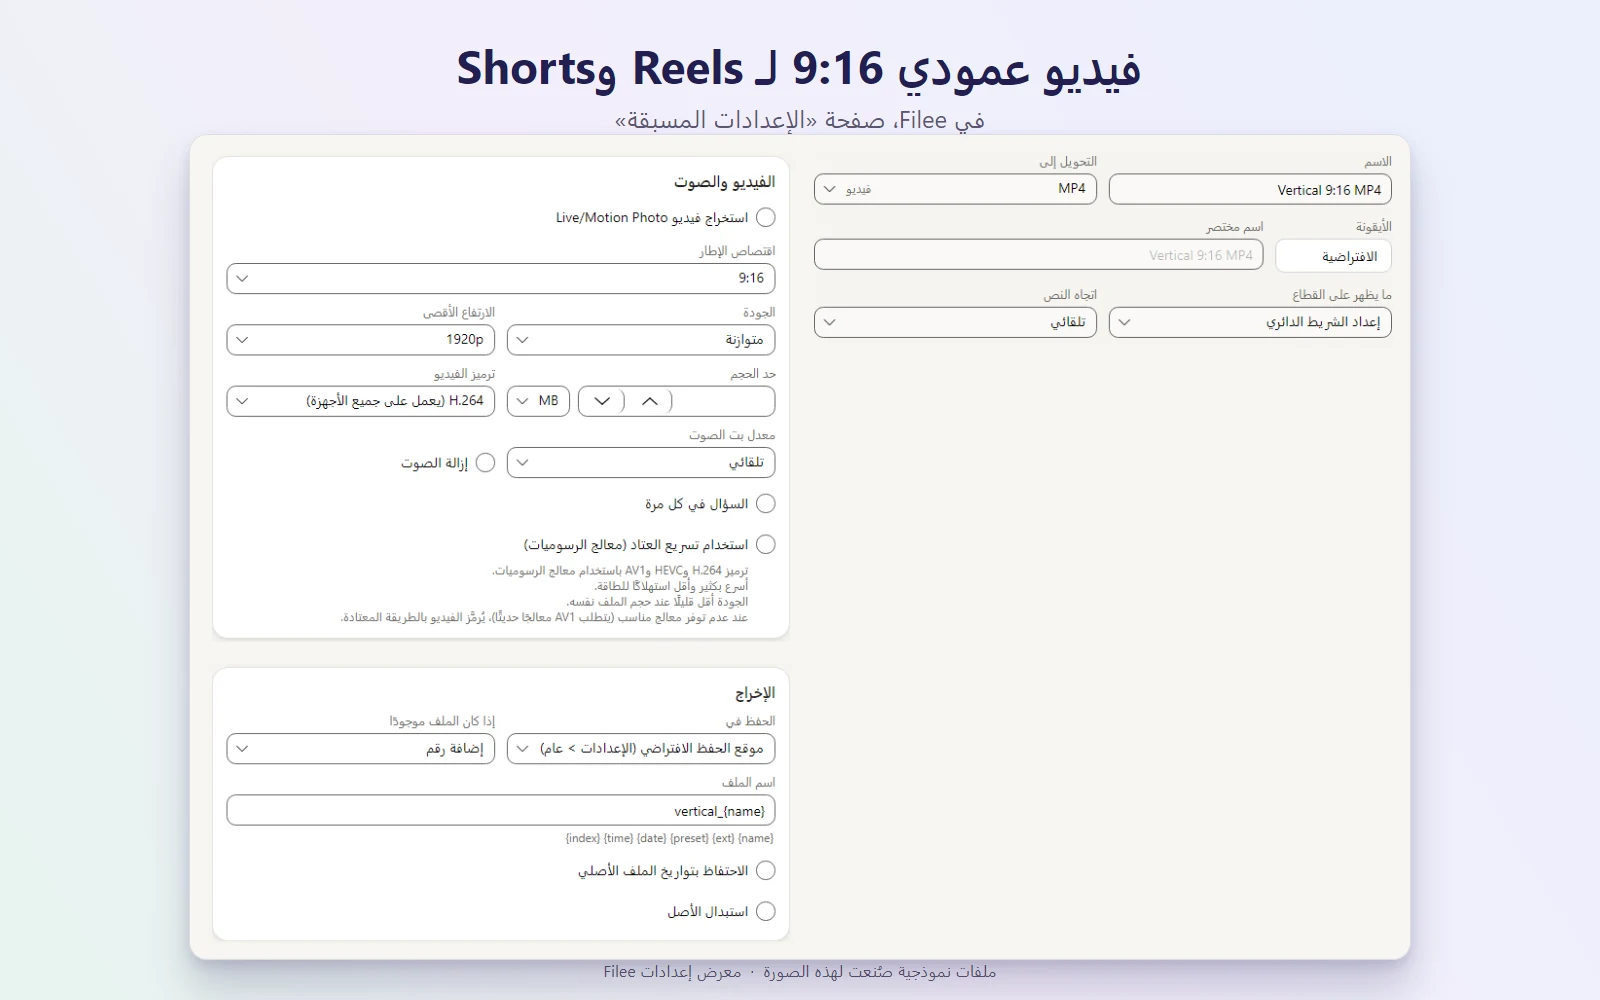 فيديو عمودي 9:16 لـ Reels وShorts
في Filee، صفحة «الإعدادات المسبقة»
الاسم
التحويل إلى
Vertical 9:16 MP4
MP4
فيديو
الأيقونة
اسم مختصر
الافتراضية
Vertical 9:16 MP4
ما يظهر على القطاع
اتجاه النص
إعداد الشريط الدائري
تلقائي
الفيديو والصوت
استخراج فيديو Live/Motion Photo
اقتصاص الإطار
9:16
الجودة
الارتفاع الأقصى
متوازنة
1920p
حد الحجم
ترميز الفيديو
MB
H.264 (يعمل على جميع الأجهزة)
معدل بت الصوت
تلقائي
إزالة الصوت
السؤال في كل مرة
استخدام تسريع العتاد (معالج الرسوميات)
ترميز H.264 وHEVC وAV1 باستخدام معالج الرسوميات.
أسرع بكثير وأقل استهلاكًا للطاقة.
الجودة أقل قليلًا عند حجم الملف نفسه.
عند عدم توفر معالج مناسب (يتطلب AV1 معالجًا حديثًا)، يُرمَّز الفيديو بالطريقة المعتادة.
الإخراج
الحفظ في
إذا كان الملف موجودًا
موقع الحفظ الافتراضي (الإعدادات > عام)
إضافة رقم
اسم الملف
vertical_{name}
{name} {ext} {preset} {date} {time} {index}
الاحتفاظ بتواريخ الملف الأصلي
استبدال الأصل
ملفات نموذجية صُنعت لهذه الصورة · معرض إعدادات Filee